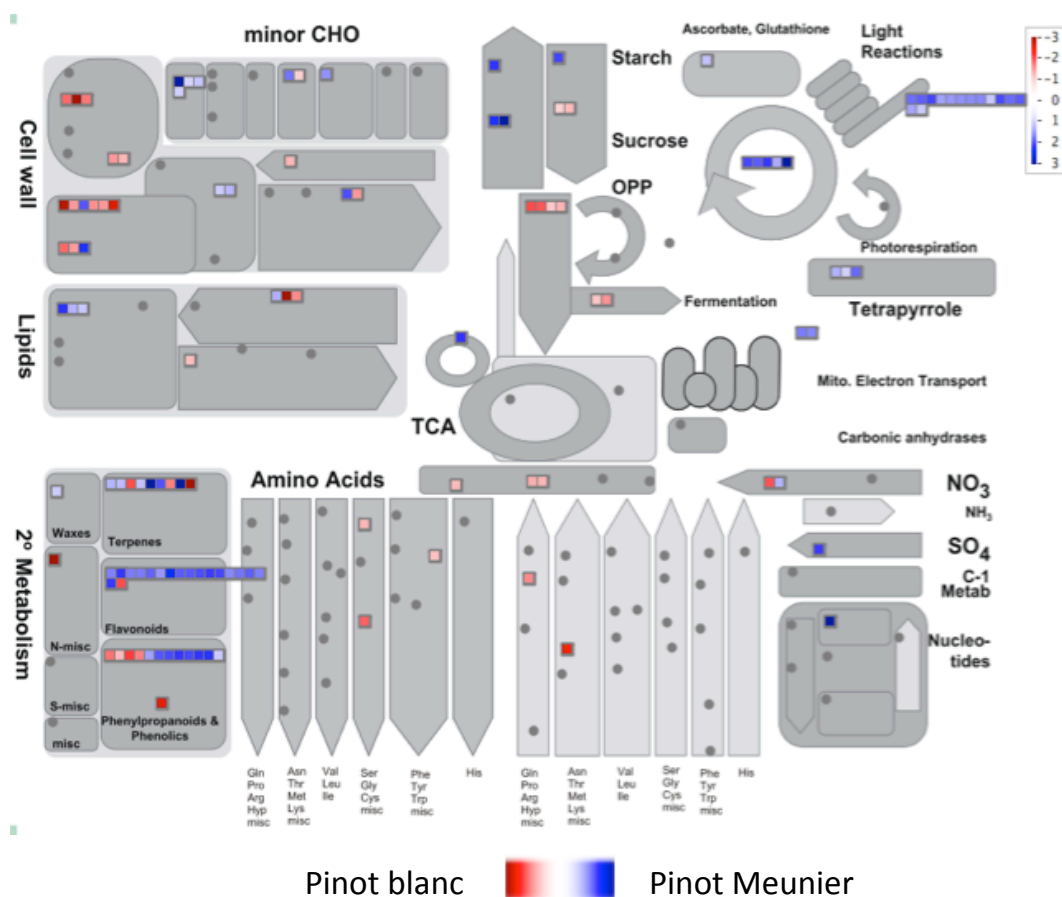 minor CHO
Ascorbate, Glutathione
Light
Reactions
-3
-2
-1
0
1
2
3
Starch
Sucrose
OPP
Cell wall
Photorespiration
Tetrapyrrole
Fermentation
Lipids
Mito. Electron Transport
TCA
Carbonic anhydrases
Amino Acids
2° Metabolism
Waxes
Terpenes
N-misc
Flavonoids
S-misc
Phenylpropanoids &
Phenolics
misc
NO3
NH3
SO4
C-1
Metab
Nucleo-
tides
Gln
Pro
Arg
Hyp
misc
Asn
Thr
Met
Lys
misc
Val
Leu
Ile
Ser
Gly
Cys
misc
Phe
Tyr
Trp
misc
His
Gln
Pro
Arg
Hyp
misc
Asn
Thr
Met
Lys
misc
Val
Leu
Ile
Ser
Gly
Cys
misc
Phe
Tyr
Trp
misc
His
Pinot blanc
Pinot Meunier